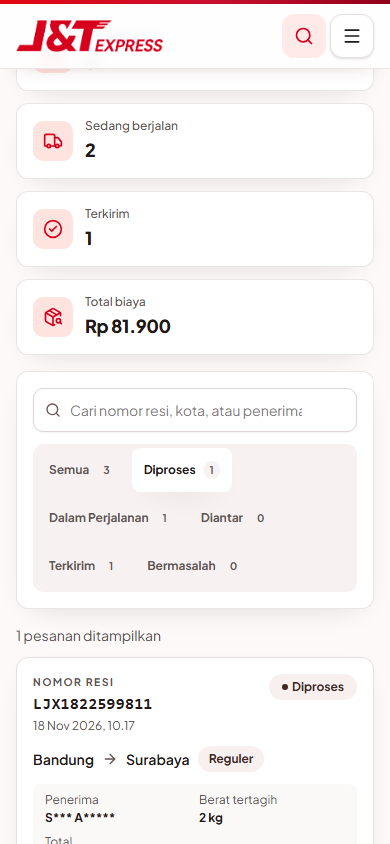 J&T EXPRESS
Sedang berjalan
2
Terkirim
1
Total biaya
Rp 81.900
Cari nomor resi, kota, atau penerima
Semua 3 Diproses 1
Dalam Perjalanan 1 Diantar 0
Terkirim 1 Bermasalah 0
1 pesanan ditampilkan
NOMOR RESI
Diproses
LJX1822599811
18 Nov 2026, 10.17
Bandung → Surabaya Reguler
Penerima Berat tertagih
S*** A***** 2 kg
Total